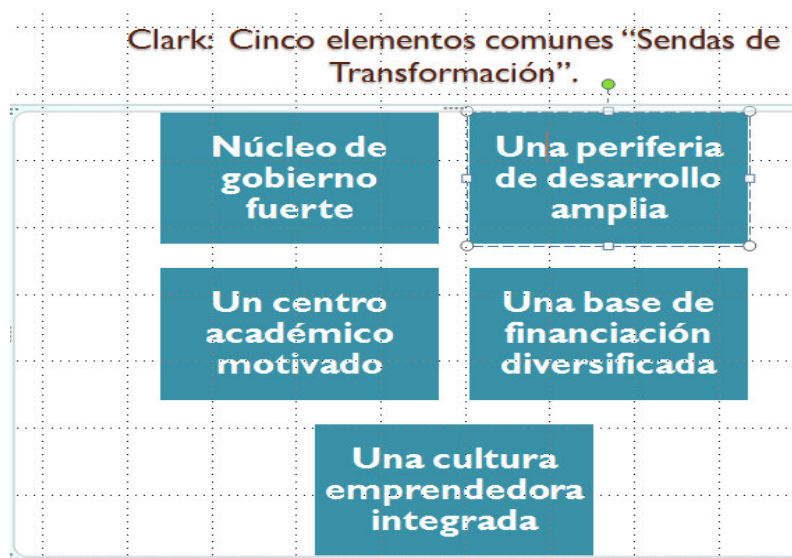 Clark: Cinco elementos comunes “Sendas de
Transformación”.
Núcleo de
gobierno
fuerte
Una periferia
de desarrollo
amplia
Un centro
académico
motivado
Una base de
financiación
diversificada
Una cultura
emprendedora
integrada